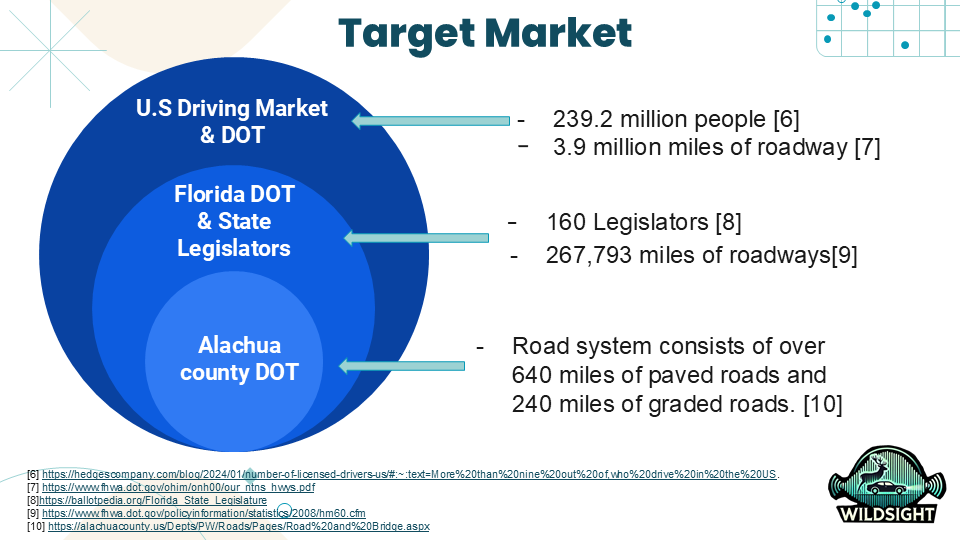 Target Market
U.S Driving Market
& DOT
- 239.2 million people [6]
- 3.9 million miles of roadway [7]
Florida DOT
& State
Legislators
- 160 Legislators [8]
- 267,793 miles of roadways[9]
Alachua
county DOT
- Road system consists of over
640 miles of paved roads and
240 miles of graded roads. [10]
[6] https://hedgescompany.com/blog/2024/01/number-of-licensed-drivers-us/#:~:text=More%20than%20nine%20out%20of,who%20drive%20in%20the%20US.
[7] https://www.fhwa.dot.gov/ohim/onh00/our_ntns_hwys.pdf
[8]https://ballotpedia.org/Florida_State_Legislature
[9] https://www.fhwa.dot.gov/policyinformation/statistics/2008/hm60.cfm
[10] https://alachuacounty.us/Depts/PW/Roads/Pages/Road%20and%20Bridge.aspx
WILDSIGHT